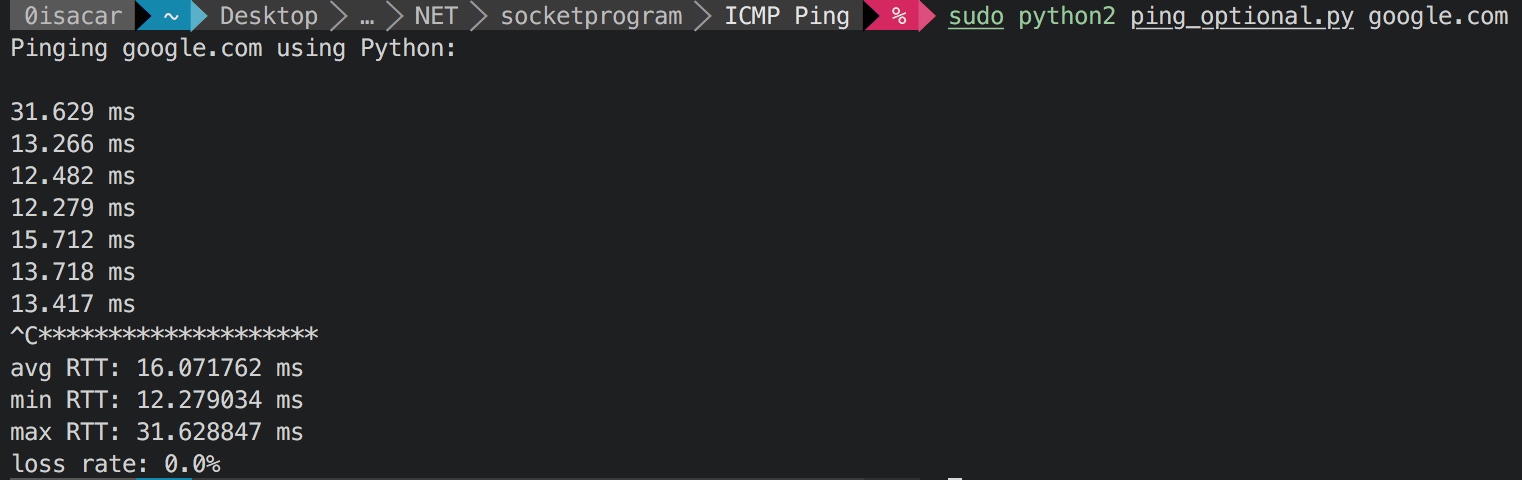 0isacar ~ Desktop … NET socketprogram ICMP Ping % sudo python2 ping_optional.py google.com
Pinging google.com using Python:
31.629 ms
13.266 ms
12.482 ms
12.279 ms
15.712 ms
13.718 ms
13.417 ms
^C********************
avg RTT: 16.071762 ms
min RTT: 12.279034 ms
max RTT: 31.628847 ms
loss rate: 0.0%